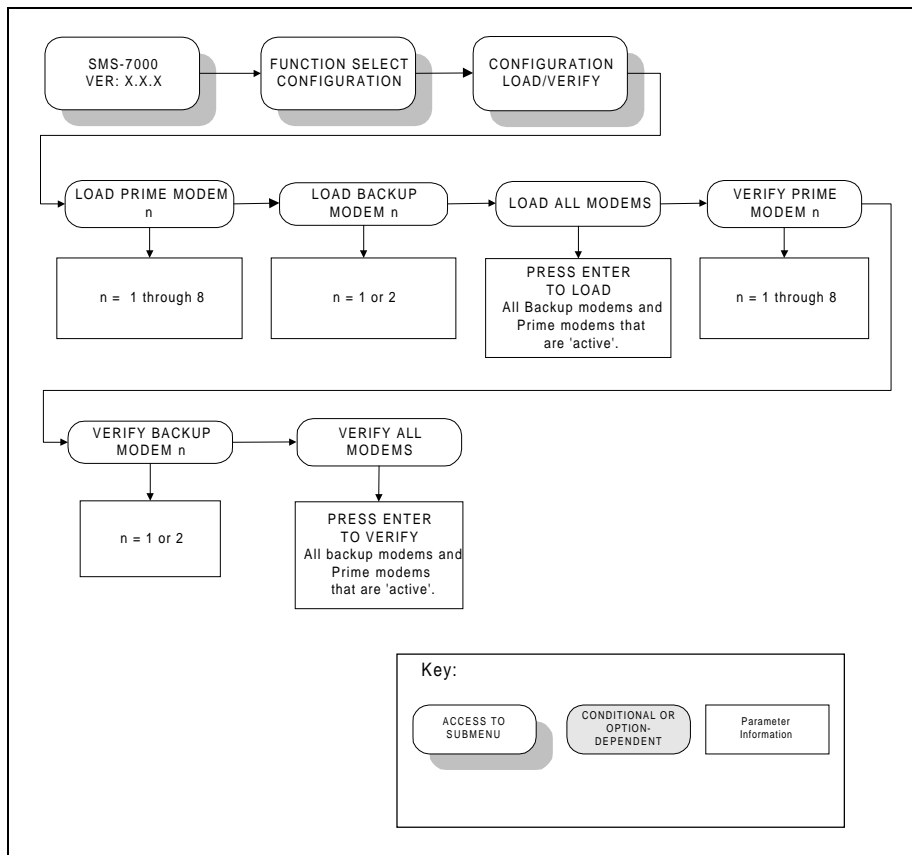 SMS-7000
VER: X.X.X
FUNCTION SELECT
CONFIGURATION
CONFIGURATION
LOAD/VERIFY
LOAD PRIME MODEM
n
LOAD BACKUP
MODEM n
LOAD ALL MODEMS
VERIFY PRIME
MODEM n
n = 1 through 8
n = 1 or 2
PRESS ENTER
TO LOAD
All Backup modems and
Prime modems that
are 'active'.
n = 1 through 8
VERIFY BACKUP
MODEM n
VERIFY ALL
MODEMS
n = 1 or 2
PRESS ENTER
TO VERIFY
All backup modems and
Prime modems
that are 'active'.
Key:
ACCESS TO
SUBMENU
CONDITIONAL OR
OPTION-
DEPENDENT
Parameter
Information